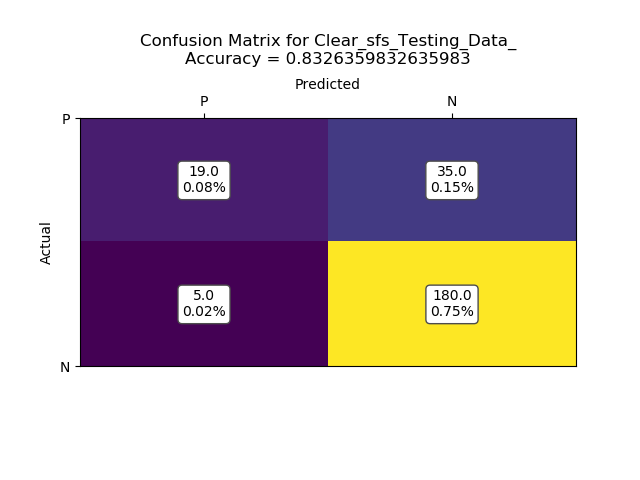 Confusion Matrix for Clear_sfs_Testing_Data_
Accuracy = 0.8326359832635983
Predicted
P N
P
19.0
0.08%
35.0
0.15%
Actual
5.0
0.02%
180.0
0.75%
N